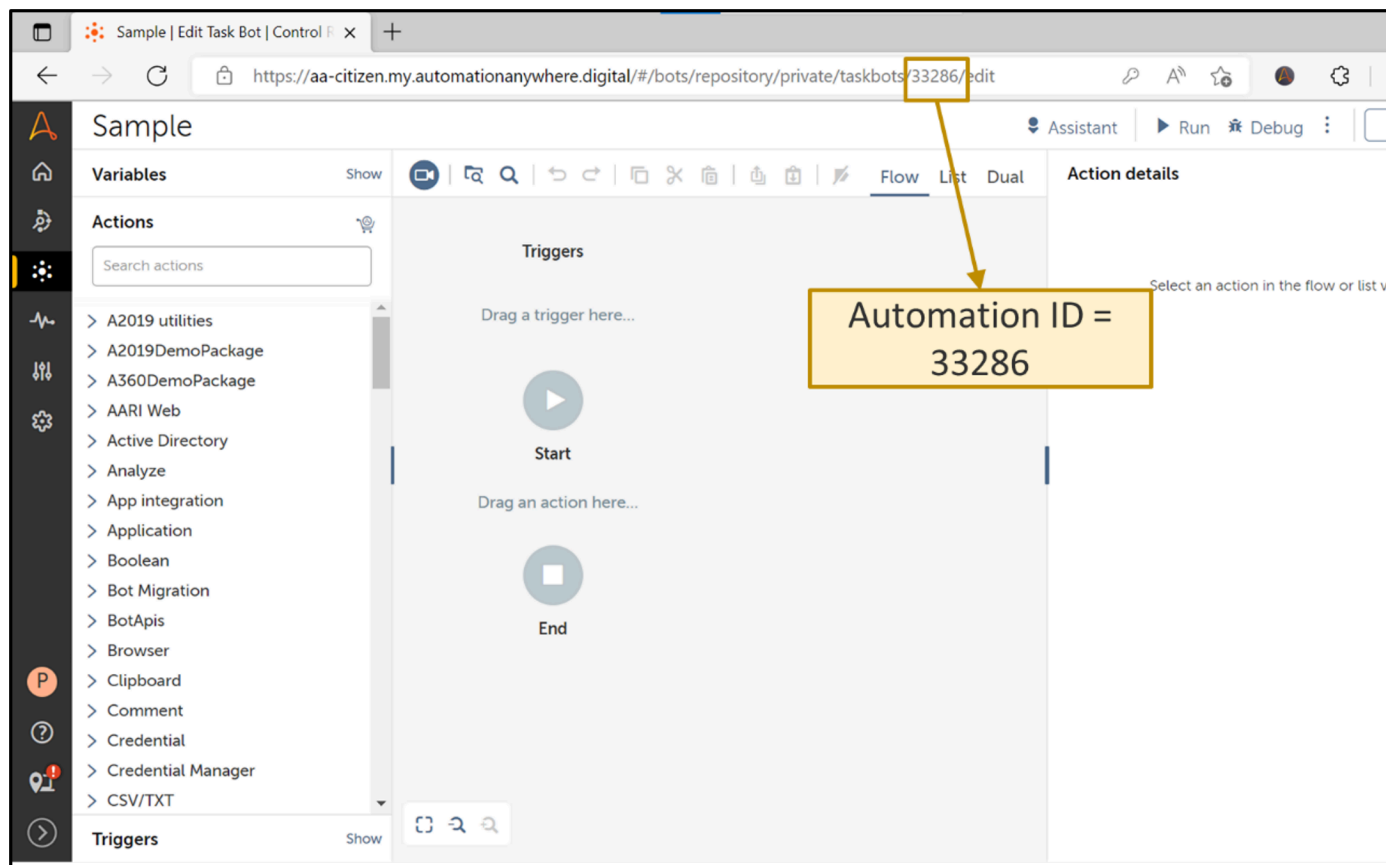 Sample | Edit Task Bot | Control R
https://aa-citizen.my.automationanywhere.digital/#/bots/repository/private/taskbots/33286/edit
Sample
Assistant
Run
Debug
Variables
Show
Flow
List
Dual
Action details
Actions
Search actions
Triggers
Select an action in the flow or list v
Drag a trigger here...
Automation ID =
33286
A2019 utilities
A2019DemoPackage
A360DemoPackage
AARI Web
Active Directory
Analyze
App integration
Application
Boolean
Bot Migration
BotApis
Browser
Clipboard
Comment
Credential
Credential Manager
CSV/TXT
Start
Drag an action here...
End
P
Triggers
Show